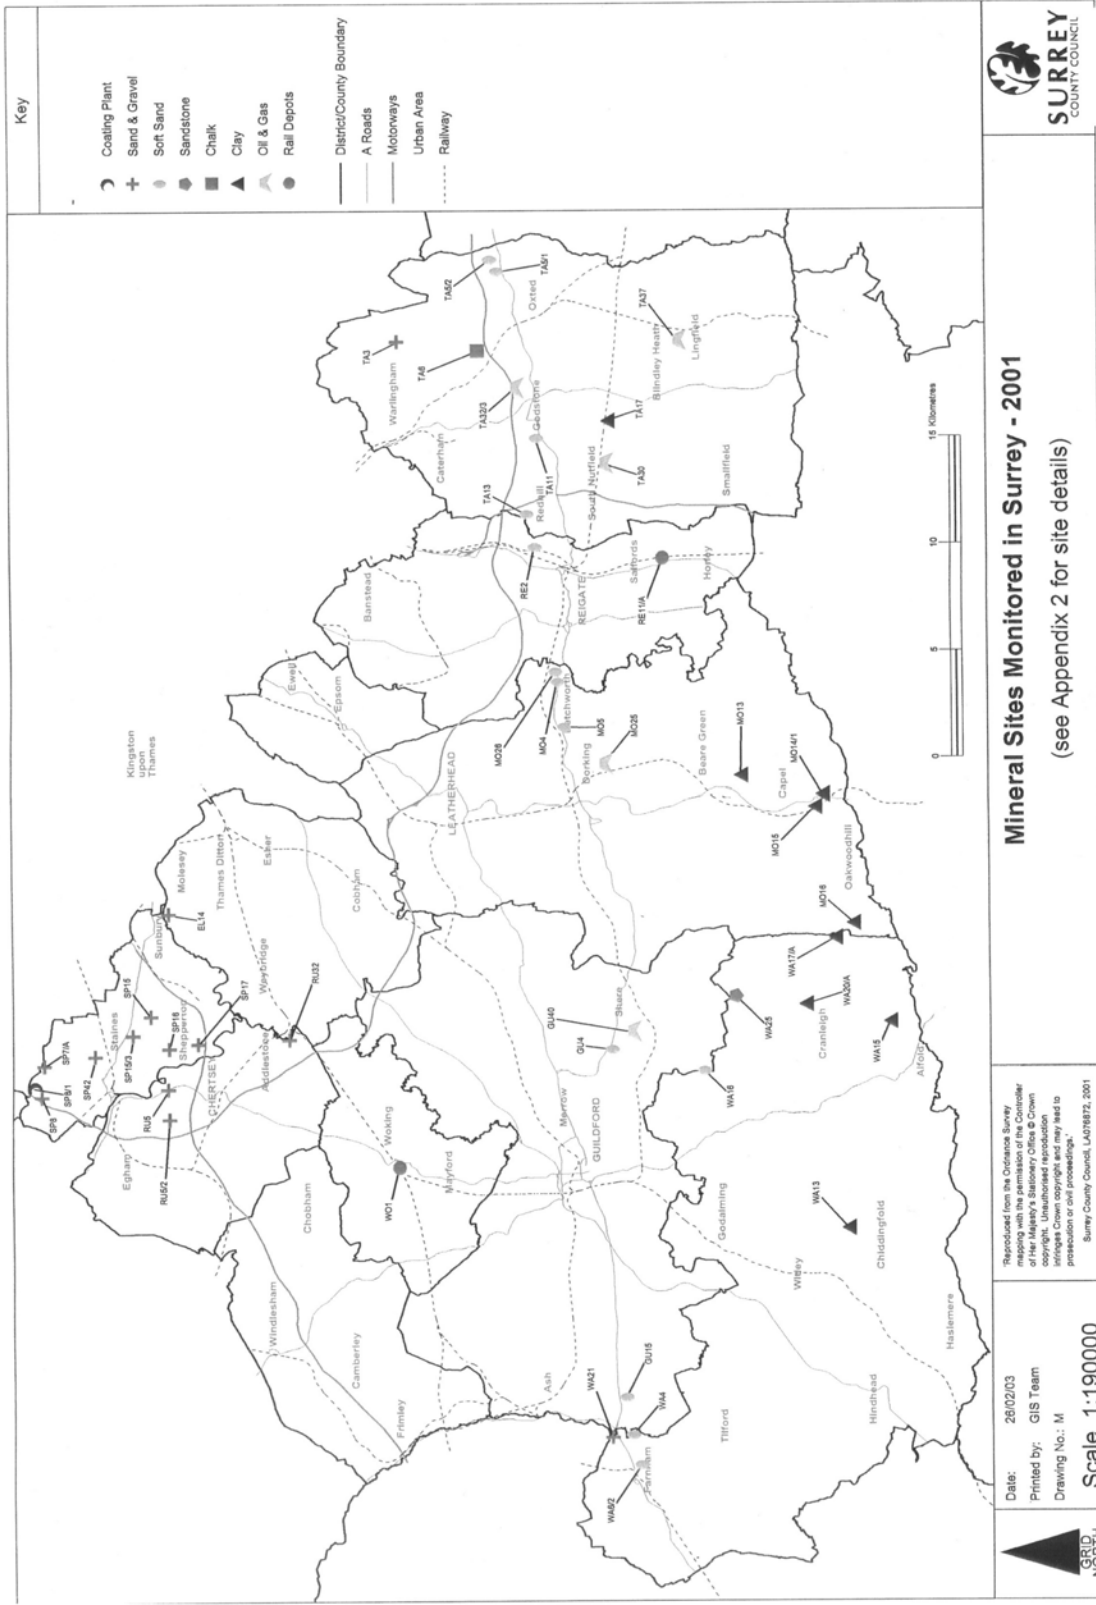 Key
Coating Plant
Sand & Gravel
Soft Sand
Sandstone
Chalk
Clay
Oil & Gas
Rail Depots
District/County Boundary
A Roads
Motorways
Urban Area
Railway
Kingston
upon
Thames
SP8
SP8/1
SP7/A
SP42
Staines
SP15/3
SP15
Sunbury
Egham
RU5
SP16
Shepperton
EL14
Molesey
RU5/2
CHERTSEY
SP17
Thames Ditton
Weybridge
Addlestone
RU32
Esher
Ewell
Epsom
Banstead
Windlesham
Chobham
Cobham
Warlingham
TA3
Camberley
WO1
Woking
Caterham
TA6
TA5/2
Frimley
Mayford
LEATHERHEAD
TA13
TA32/3
RE2
Redhill
Godstone
Oxted
TA5/1
MO26
MO4
TA11
Ash
Merrow
GU40
MO5
REIGATE
South Nutfield
GUILDFORD
GU4
Shere
Dorking
MO25
WA21
GU15
Salfords
TA30
TA17
TA37
Blindley Heath
WA6/2
Farnham
WA4
RE11/A
Lingfield
WA16
Beare Green
Horley
Smallfield
Tilford
Godalming
WA25
MO13
Witley
WA13
Cranleigh
WA20/A
WA17/A
MO15
Capel
MO14/1
MO16
Oakwoodhill
Chiddingfold
WA15
Hindhead
Haslemere
Alfold
0 5 10 15 Kilometres
GRID
NORTH
Date: 26/02/03
Printed by: GIS Team
Drawing No.: M
Scale 1:190000
'Reproduced from the Ordnance Survey
mapping with the permission of the Controller
of Her Majesty's Stationery Office © Crown
copyright. Unauthorised reproduction
infringes Crown copyright and may lead to
prosecution or civil proceedings.'
Surrey County Council, LA076872, 2001
Mineral Sites Monitored in Surrey - 2001
(see Appendix 2 for site details)
SURREY
COUNTY COUNCIL